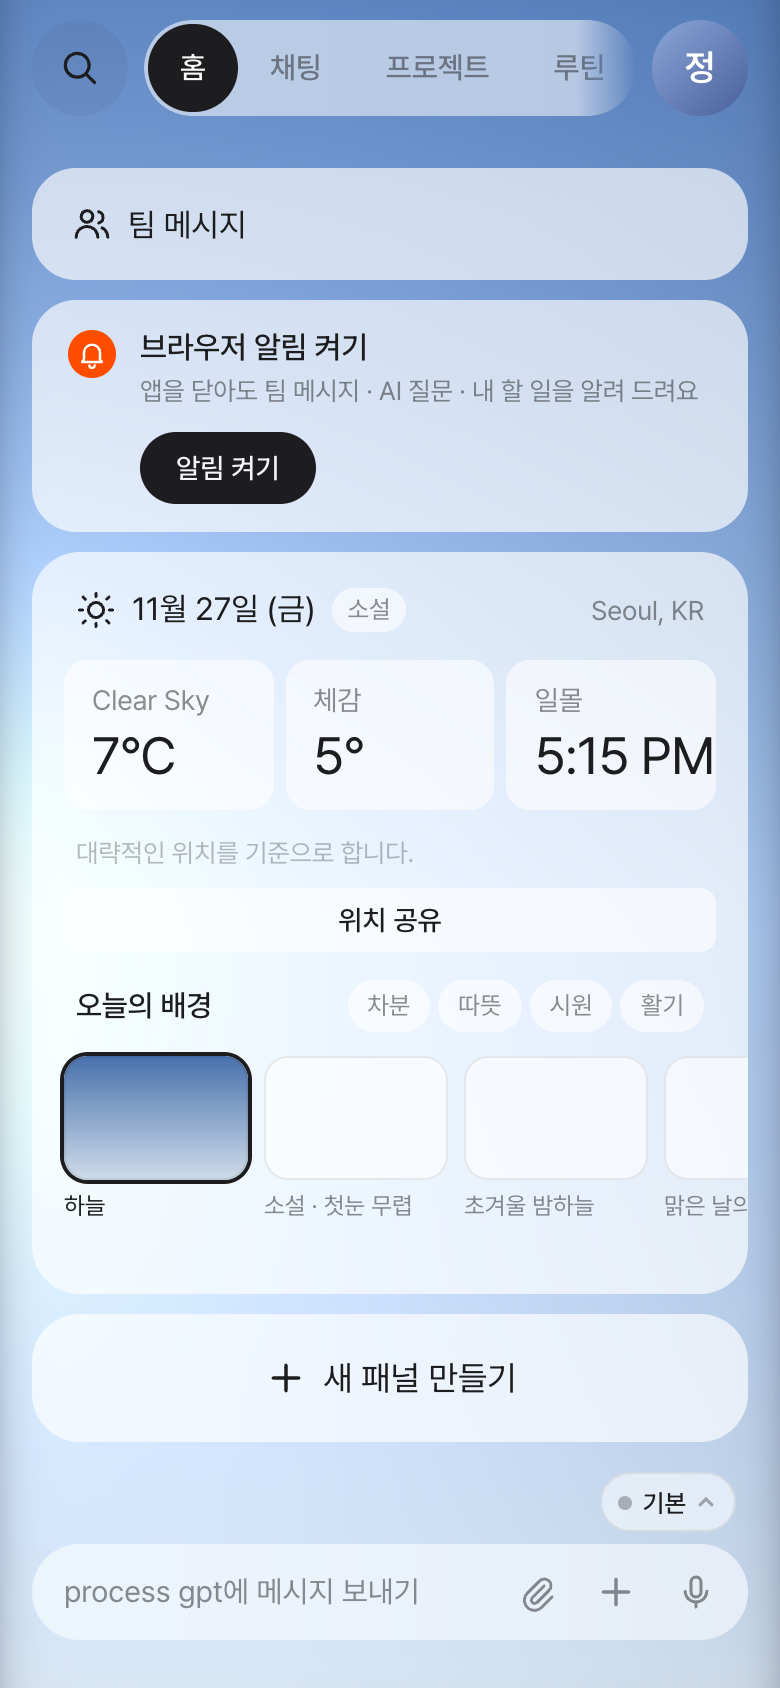 홈
채팅
프로젝트
루틴
정
팀 메시지
브라우저 알림 켜기
앱을 닫아도 팀 메시지 · AI 질문 · 내 할 일을 알려 드려요
알림 켜기
11월 27일 (금)
소설
Seoul, KR
Clear Sky
7°C
체감
5°
일몰
5:15 PM
대략적인 위치를 기준으로 합니다.
위치 공유
오늘의 배경
차분
따뜻
시원
활기
하늘
소설 · 첫눈 무렵
초겨울 밤하늘
맑은 날의
새 패널 만들기
기본
process gpt에 메시지 보내기